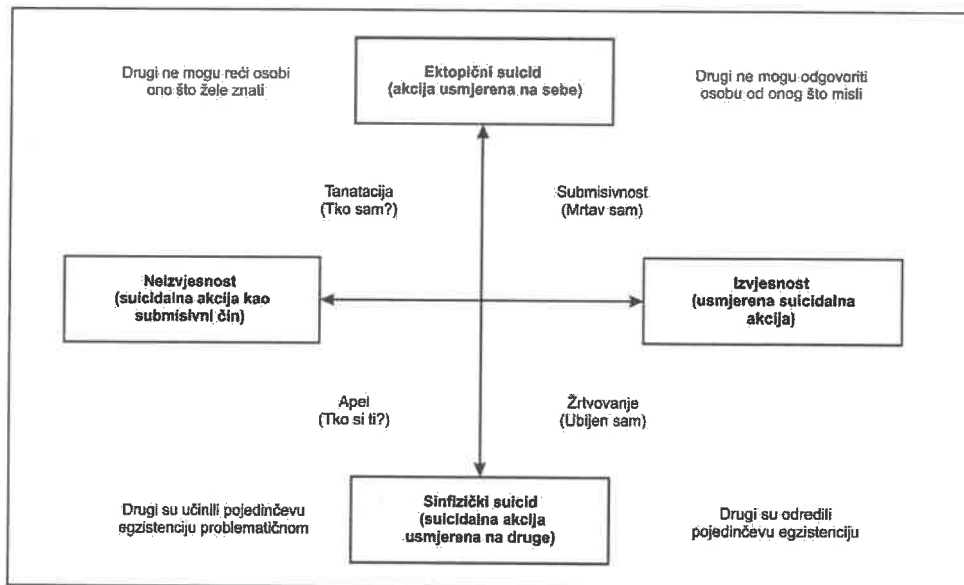 Drugi ne mogu reći osobi
ono što žele znati
Ektopični suicid
(akcija usmjerena na sebe)
Drugi ne mogu odgovoriti
osobu od onog što misli
Tanatacija
(Tko sam?)
Submisivnost
(Mrtav sam)
Neizvjesnost
(suicidalna akcija kao
submisivni čin)
Izvjesnost
(usmjerena suicidalna
akcija)
Apel
(Tko si ti?)
Žrtvovanje
(Ubijen sam)
Drugi su učinili pojedinčevu
egzistenciju problematičnom
Sinfizički suicid
(suicidalna akcija
usmjerena na druge)
Drugi su odredili
pojedinčevu egzistenciju